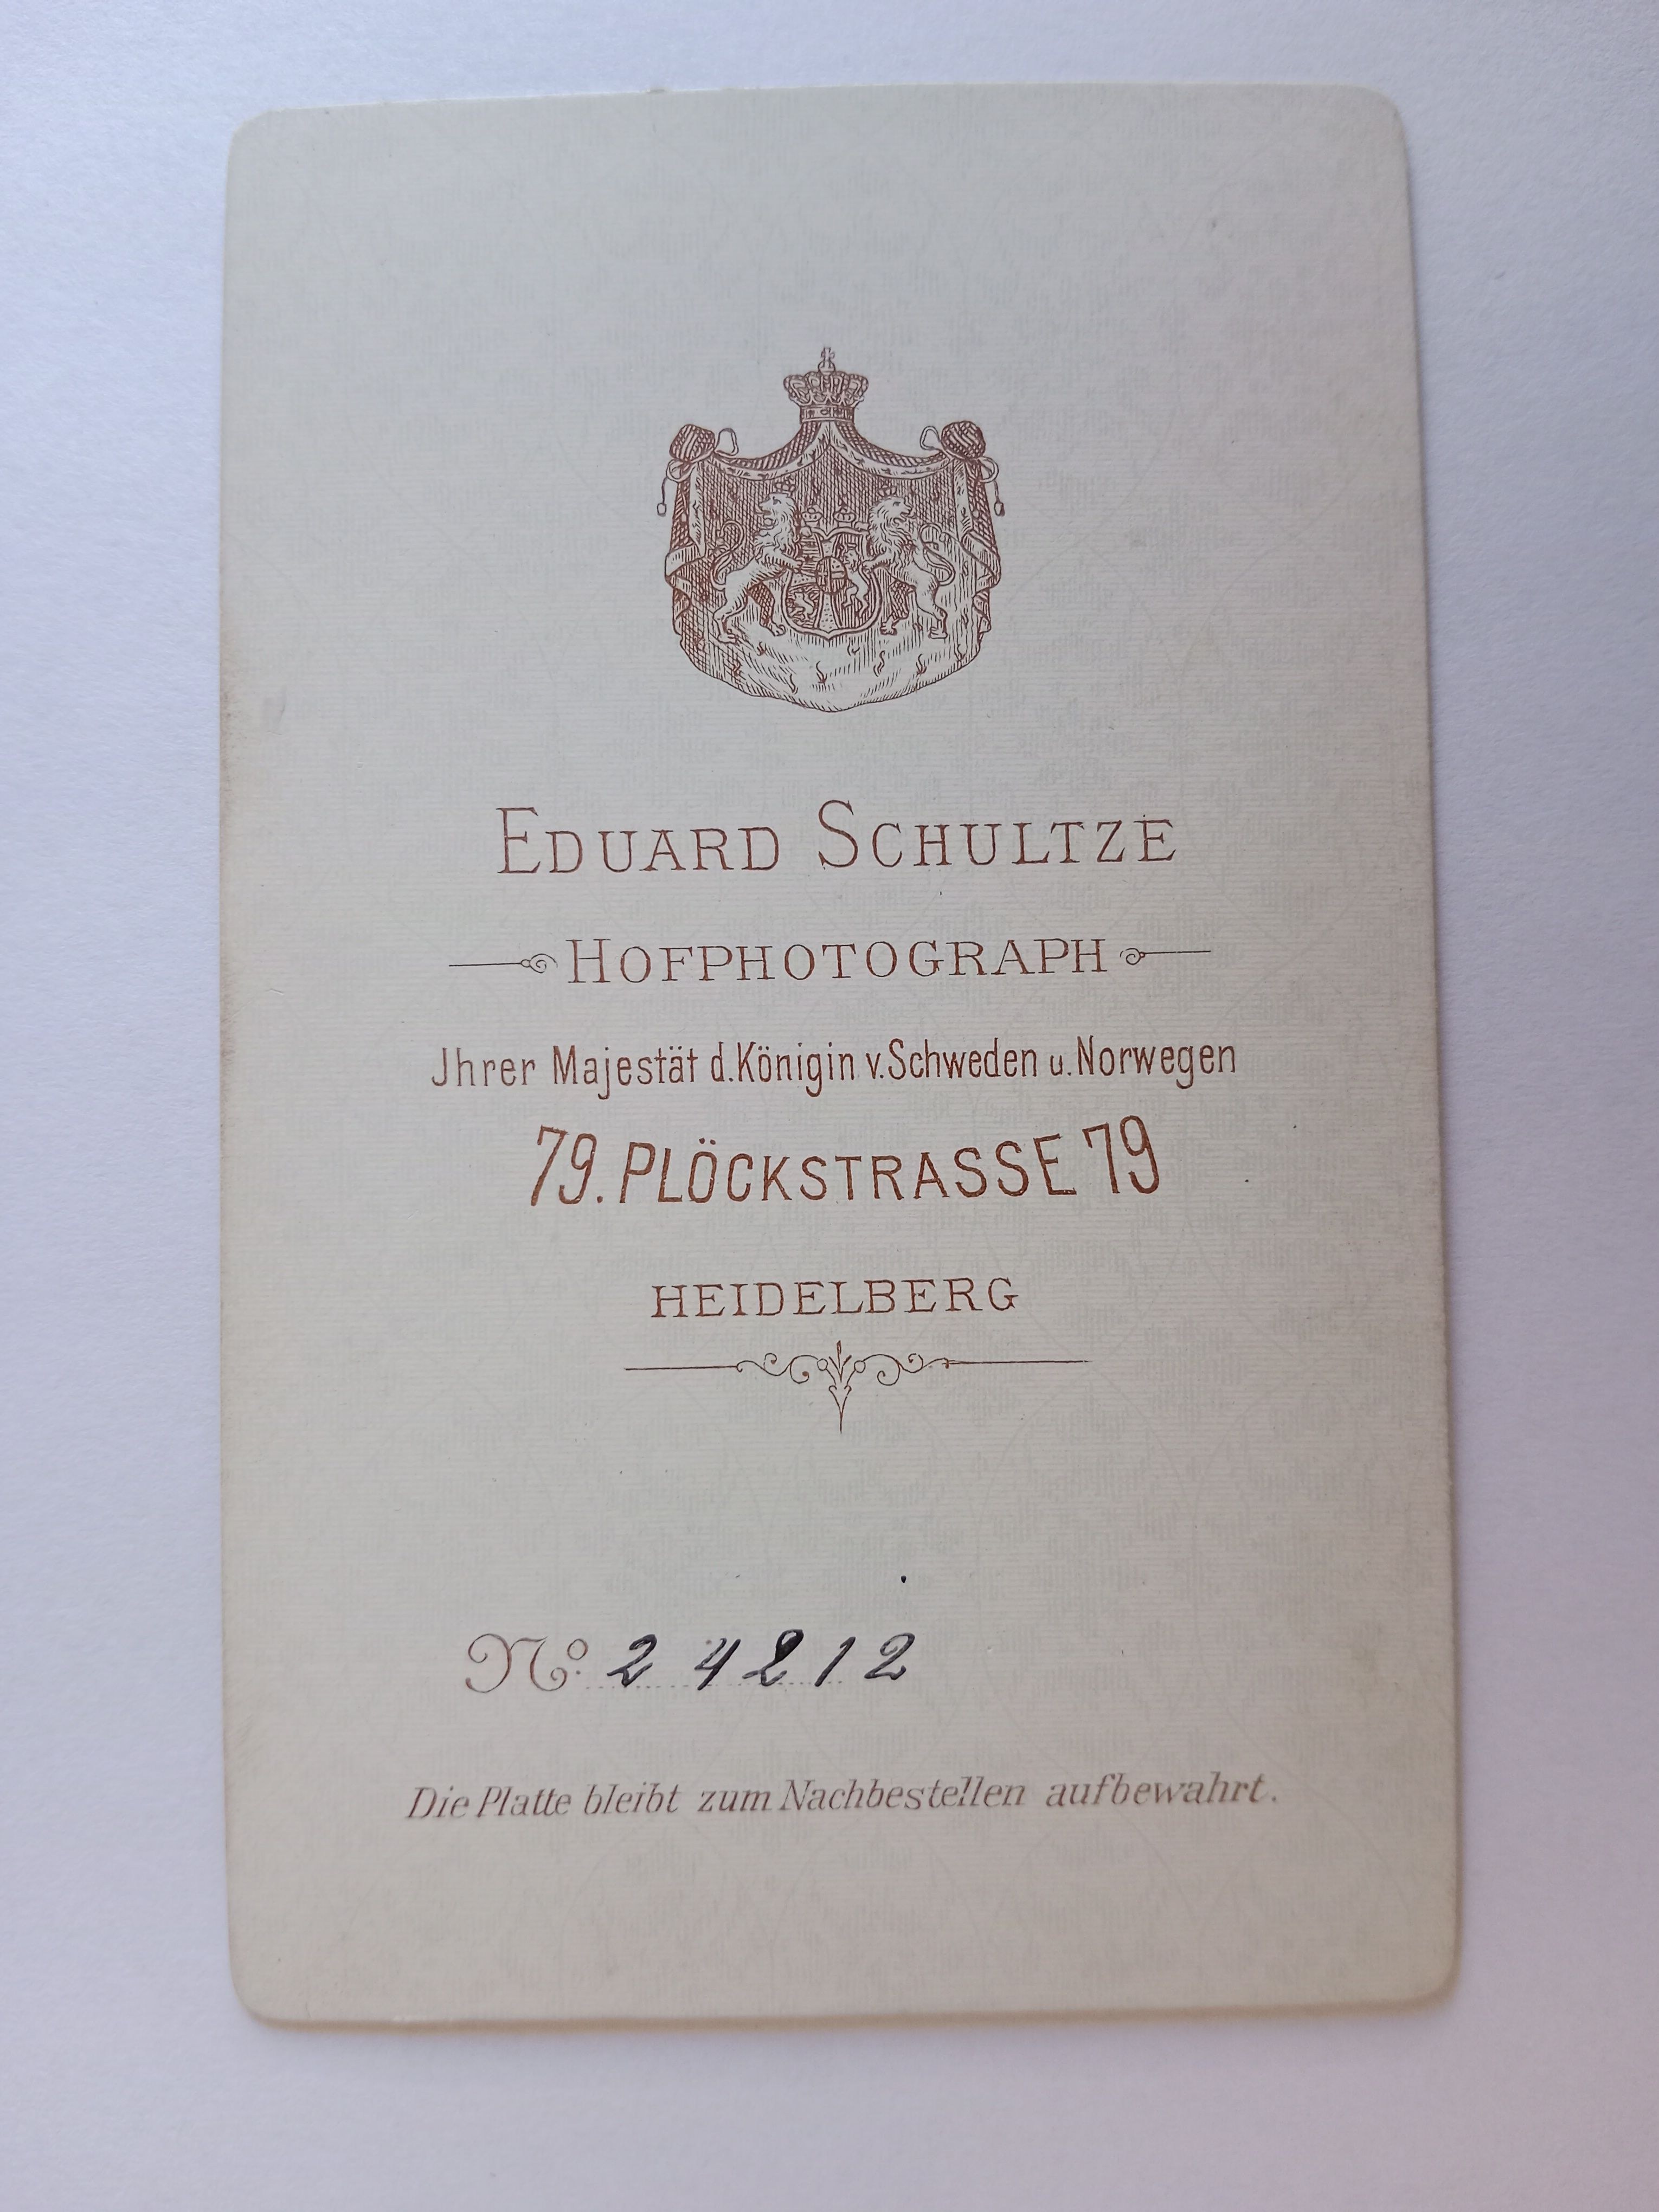 EDUARD SCHULTZE
HOFPHOTOGRAPH
Jhrer Majestät d. Königin v. Schweden u. Norwegen
79. PLÖCKSTRASSE 79
HEIDELBERG
No. 24212
Die Platte bleibt zum Nachbestellen aufbewahrt.